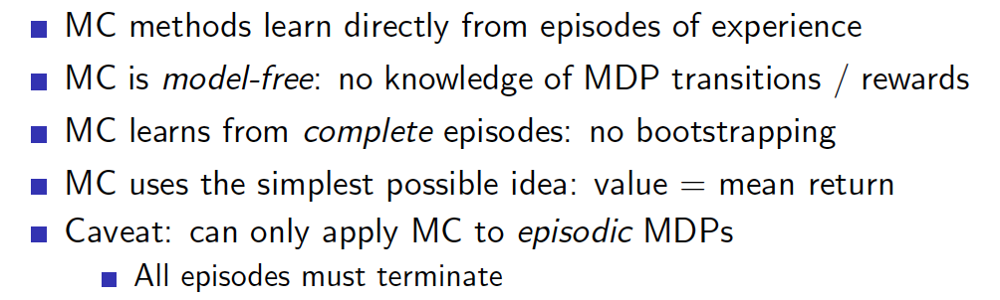 MC methods learn directly from episodes of experience
MC is model-free: no knowledge of MDP transitions / rewards
MC learns from complete episodes: no bootstrapping
MC uses the simplest possible idea: value = mean return
Caveat: can only apply MC to episodic MDPs
All episodes must terminate